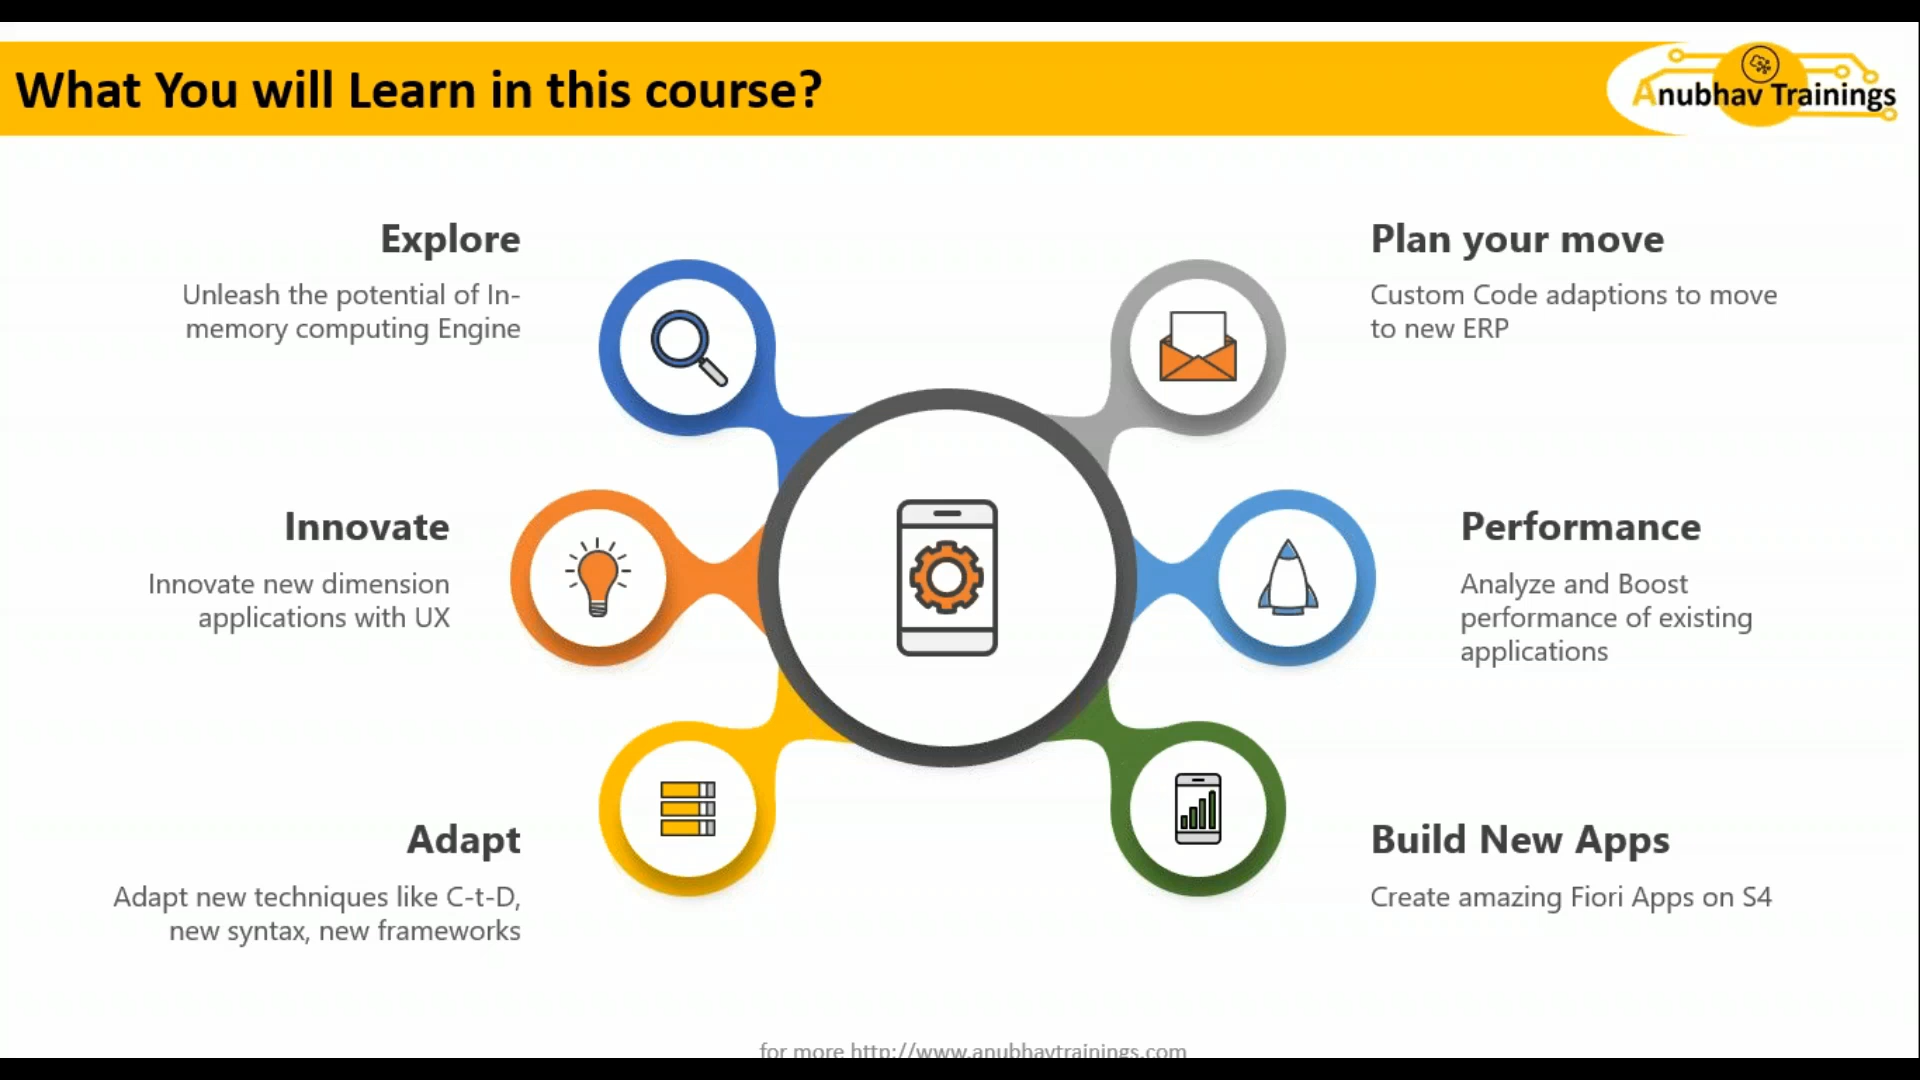 What You will Learn in this course?
Anubhav Trainings
Explore
Unleash the potential of In-
memory computing Engine
Plan your move
Custom Code adaptions to move
to new ERP
Innovate
Innovate new dimension
applications with UX
Performance
Analyze and Boost
performance of existing
applications
Adapt
Adapt new techniques like C-t-D,
new syntax, new frameworks
Build New Apps
Create amazing Fiori Apps on S4
for more http://www.anubhavtrainings.com